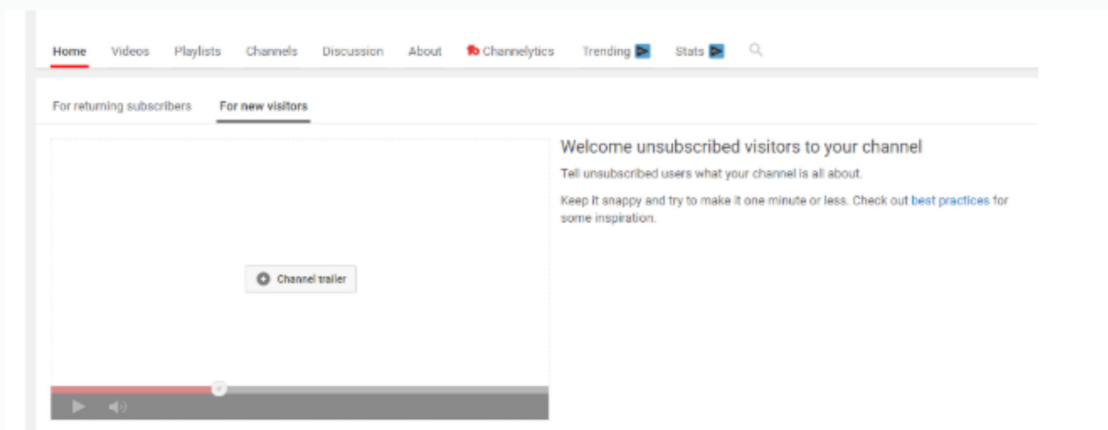 Home Videos Playlists Channels Discussion About Channelytics Trending Stats
For returning subscribers For new visitors
Welcome unsubscribed visitors to your channel
Tell unsubscribed users what your channel is all about.
Keep it snappy and try to make it one minute or less. Check out best practices for
some inspiration.
Channel trailer